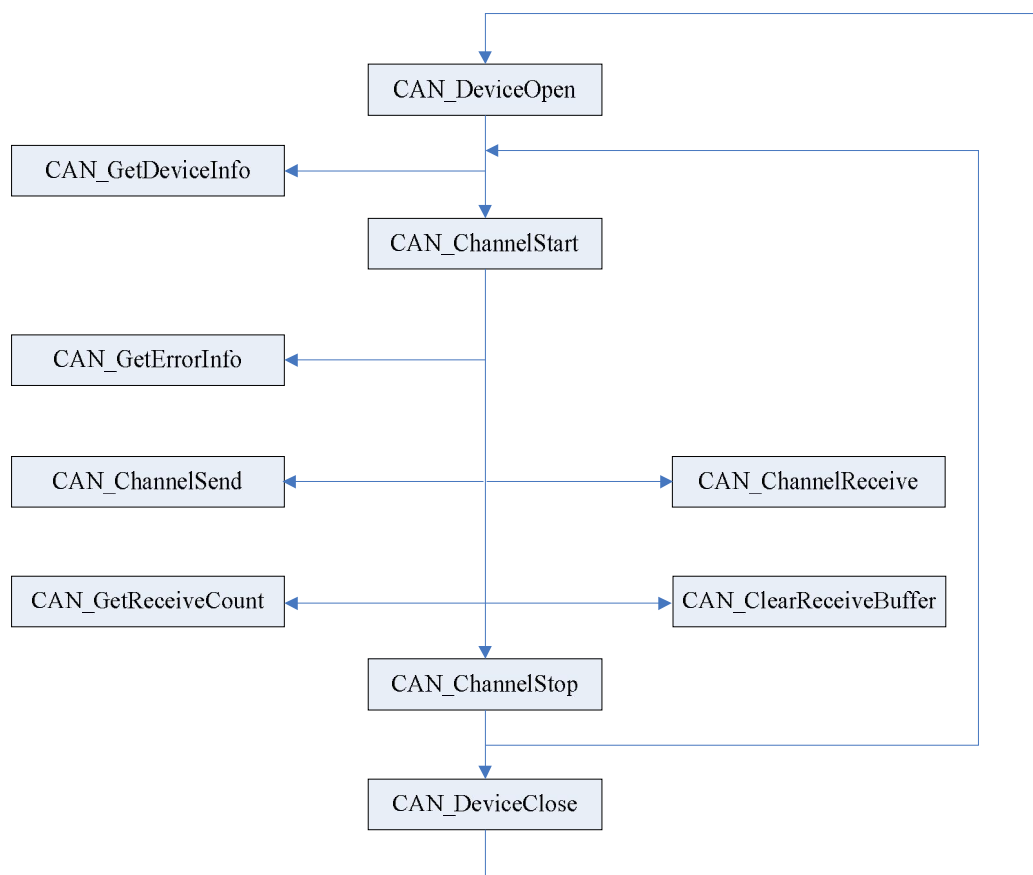 CAN_DeviceOpen
CAN_GetDeviceInfo
CAN_ChannelStart
CAN_GetErrorInfo
CAN_ChannelSend
CAN_ChannelReceive
CAN_GetReceiveCount
CAN_ClearReceiveBuffer
CAN_ChannelStop
CAN_DeviceClose